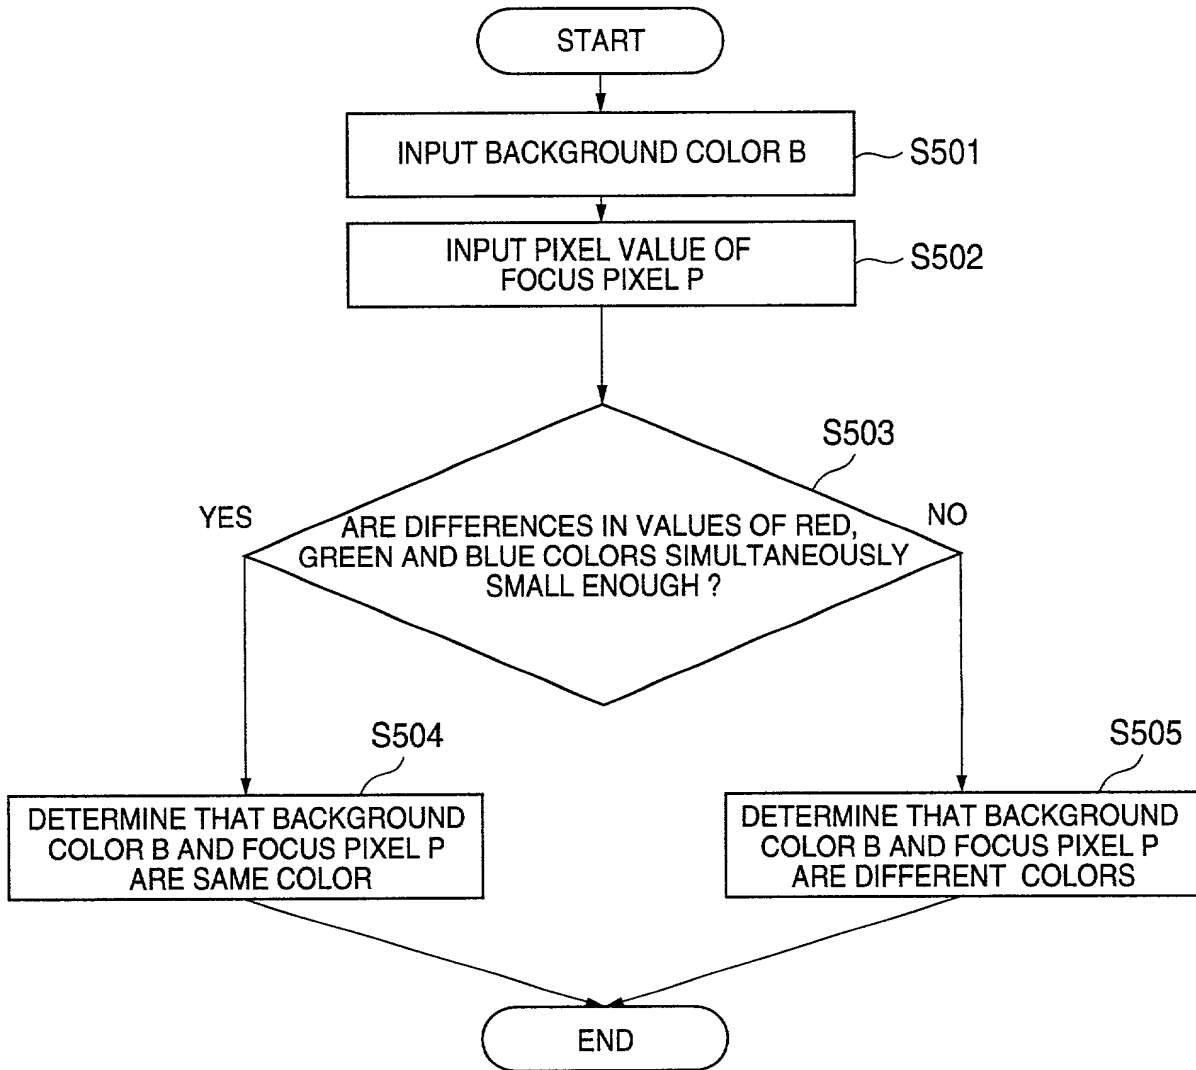 START
INPUT BACKGROUND COLOR B
S501
INPUT PIXEL VALUE OF
FOCUS PIXEL P
S502
S503
YES
NO
ARE DIFFERENCES IN VALUES OF RED,
GREEN AND BLUE COLORS SIMULTANEOUSLY
SMALL ENOUGH ?
S504
DETERMINE THAT BACKGROUND
COLOR B AND FOCUS PIXEL P
ARE SAME COLOR
S505
DETERMINE THAT BACKGROUND
COLOR B AND FOCUS PIXEL P
ARE DIFFERENT COLORS
END